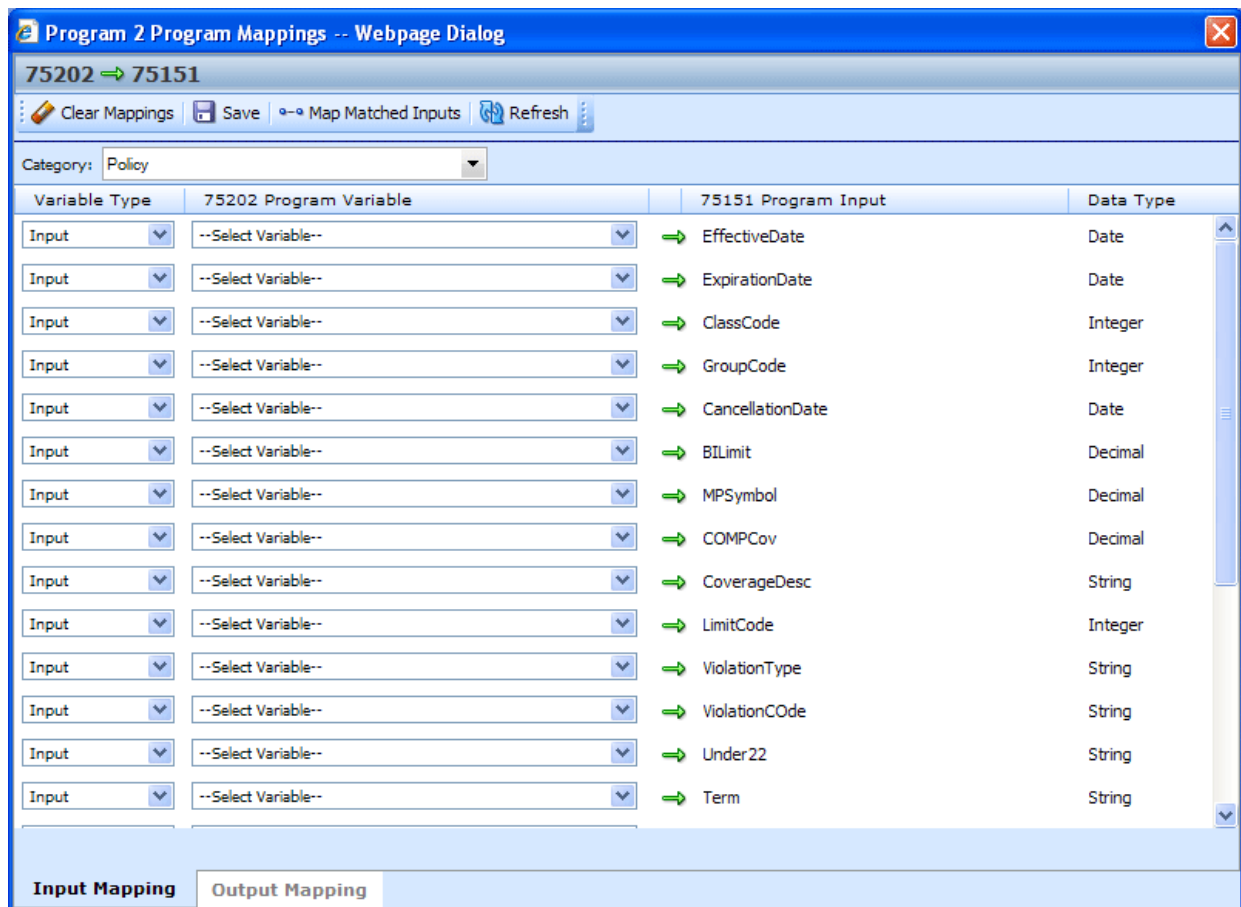 Program 2 Program Mappings -- Webpage Dialog
75202 ⇒ 75151
Clear Mappings Save Map Matched Inputs Refresh
Category: Policy
Variable Type 75202 Program Variable 75151 Program Input Data Type
Input --Select Variable-- EffectiveDate Date
Input --Select Variable-- ExpirationDate Date
Input --Select Variable-- ClassCode Integer
Input --Select Variable-- GroupCode Integer
Input --Select Variable-- CancellationDate Date
Input --Select Variable-- BILimit Decimal
Input --Select Variable-- MPSymbol Decimal
Input --Select Variable-- COMPCov Decimal
Input --Select Variable-- CoverageDesc String
Input --Select Variable-- LimitCode Integer
Input --Select Variable-- ViolationType String
Input --Select Variable-- ViolationCOde String
Input --Select Variable-- Under22 String
Input --Select Variable-- Term String
Input Mapping Output Mapping